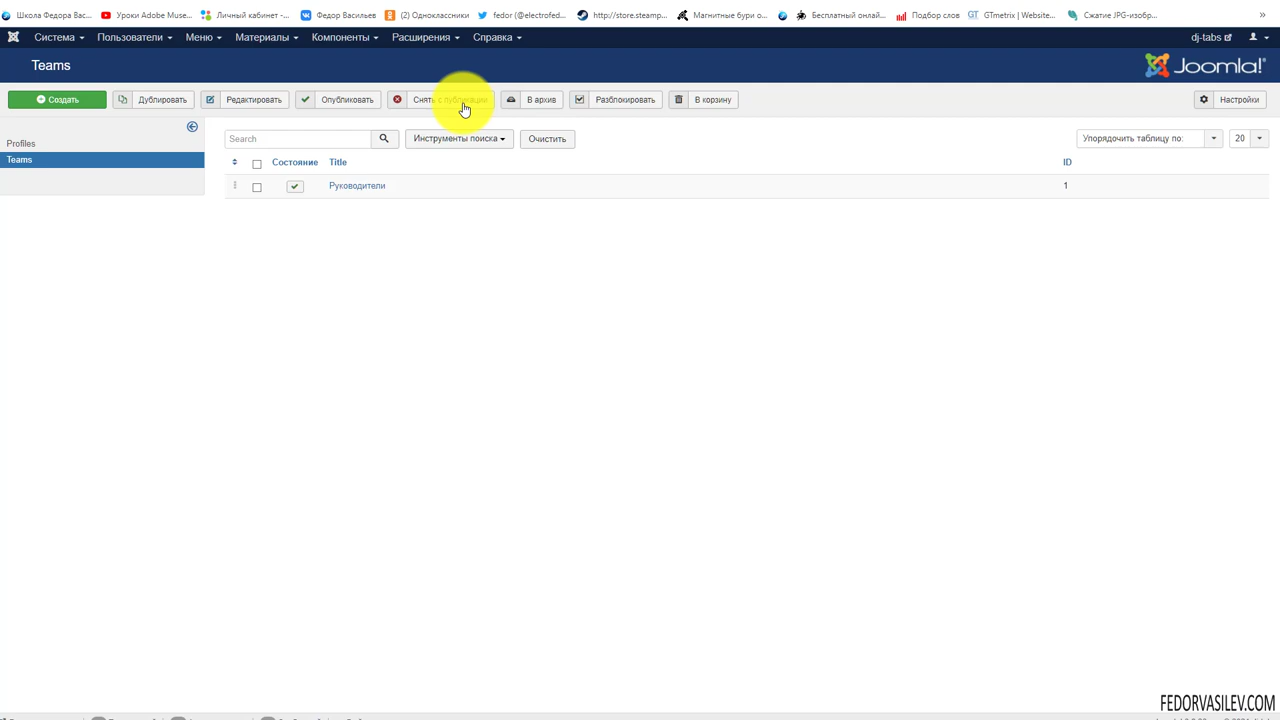 Школа Федора Вас... Уроки Adobe Muse... Личный кабинет -... Федор Васильев (2) Одноклассники fedor (@electrofed... http://store.steamp... Магнитные бури о... Бесплатный онлай... Подбор слов GTmetrix | Website... Сжатие JPG-изобр... »
Система Пользователи Меню Материалы Компоненты Расширения Справка dj-tabs
Teams Joomla!®
Создать Дублировать Редактировать Опубликовать Снять с публикации В архив Разблокировать В корзину Настройки
Search Инструменты поиска Очистить Упорядочить таблицу по: 20
Profiles
Teams
Состояние Title ID
Руководители 1
FEDORVASILEV.COM